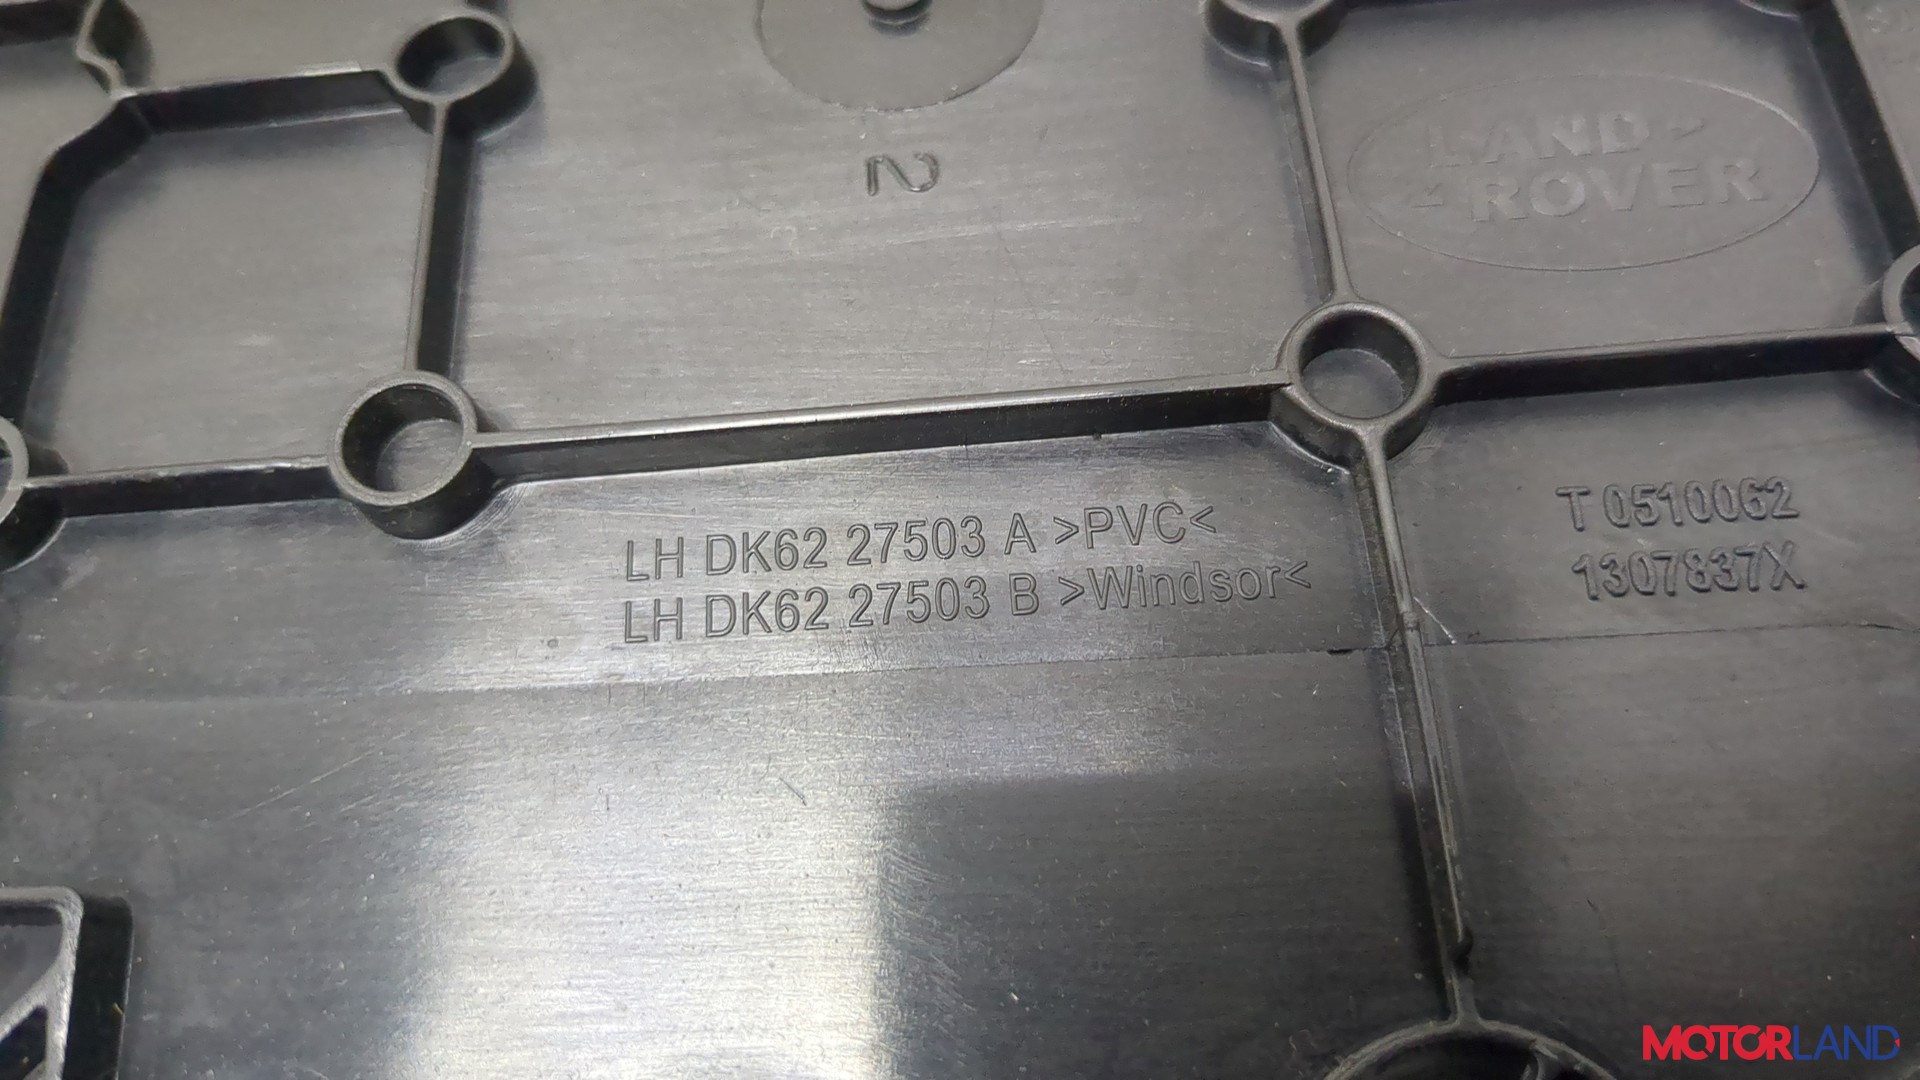 2
LAND
ROVER
LH DK62 27503 A >PVC<
LH DK62 27503 B >Windsor<
T 0510062
1307837X
MOTORLAND